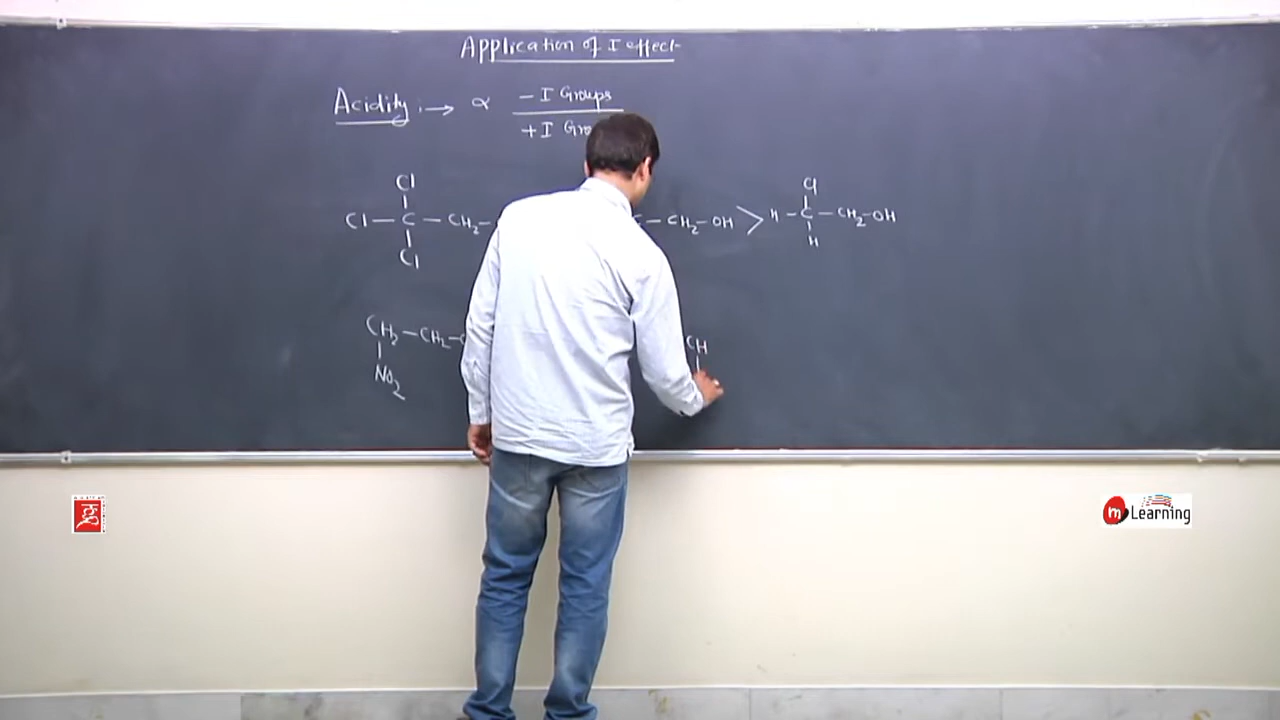 Application of I effect
Acidity :→ ∝ - I Groups
+ I
Cl
Cl
Cl - C - CH2 - - CH2 - OH > H - C - CH2 - OH
Cl
H
CH2 - CH2 -
CH
NO2
m Learning